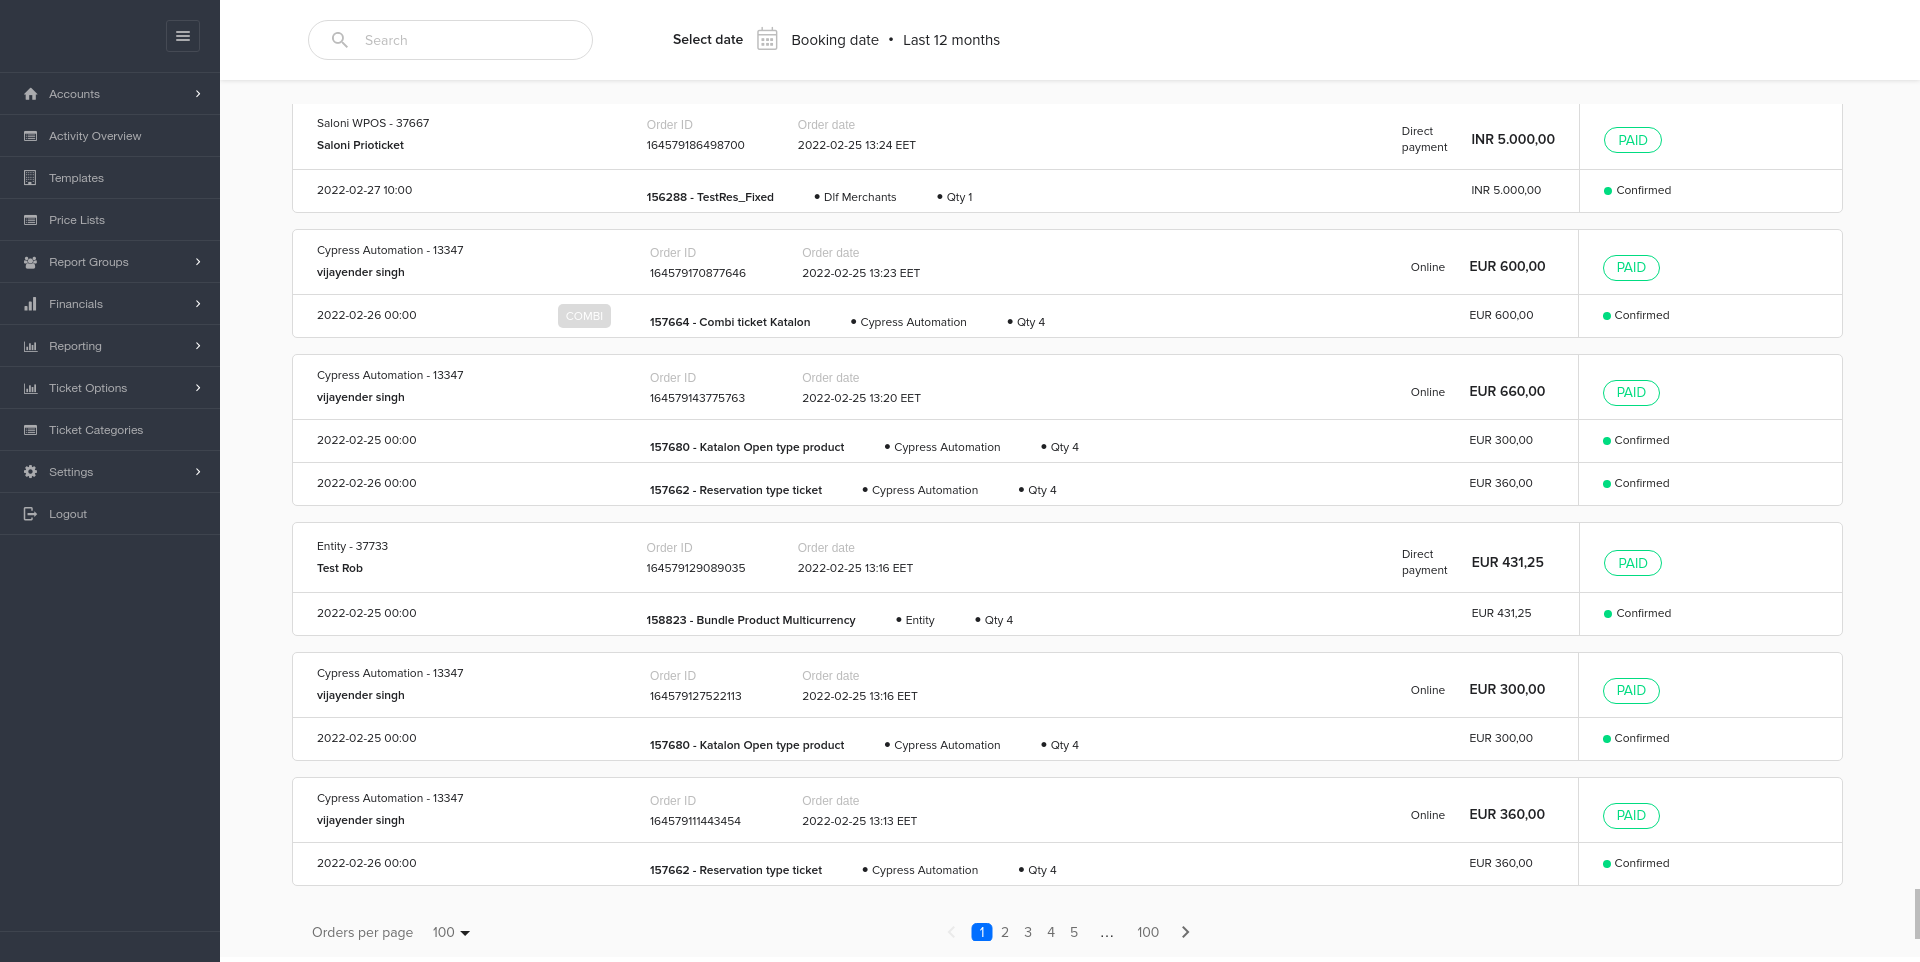 Search
Select date
Booking date • Last 12 months
Accounts
Activity Overview
Templates
Price Lists
Report Groups
Financials
Reporting
Ticket Options
Ticket Categories
Settings
Logout
Saloni WPOS - 37667
Saloni Prioticket
Order ID
164579186498700
Order date
2022-02-25 13:24 EET
Direct
payment
INR 5.000,00
PAID
2022-02-27 10:00
156288 - TestRes_Fixed • Dlf Merchants • Qty 1
INR 5.000,00
Confirmed
Cypress Automation - 13347
vijayender singh
Order ID
164579170877646
Order date
2022-02-25 13:23 EET
Online
EUR 600,00
PAID
2022-02-26 00:00
COMBI
157664 - Combi ticket Katalon • Cypress Automation • Qty 4
EUR 600,00
Confirmed
Cypress Automation - 13347
vijayender singh
Order ID
164579143775763
Order date
2022-02-25 13:20 EET
Online
EUR 660,00
PAID
2022-02-25 00:00
157680 - Katalon Open type product • Cypress Automation • Qty 4
EUR 300,00
Confirmed
2022-02-26 00:00
157662 - Reservation type ticket • Cypress Automation • Qty 4
EUR 360,00
Confirmed
Entity - 37733
Test Rob
Order ID
164579129089035
Order date
2022-02-25 13:16 EET
Direct
payment
EUR 431,25
PAID
2022-02-25 00:00
158823 - Bundle Product Multicurrency • Entity • Qty 4
EUR 431,25
Confirmed
Cypress Automation - 13347
vijayender singh
Order ID
164579127522113
Order date
2022-02-25 13:16 EET
Online
EUR 300,00
PAID
2022-02-25 00:00
157680 - Katalon Open type product • Cypress Automation • Qty 4
EUR 300,00
Confirmed
Cypress Automation - 13347
vijayender singh
Order ID
164579111443454
Order date
2022-02-25 13:13 EET
Online
EUR 360,00
PAID
2022-02-26 00:00
157662 - Reservation type ticket • Cypress Automation • Qty 4
EUR 360,00
Confirmed
Orders per page 100
1 2 3 4 5 ... 100